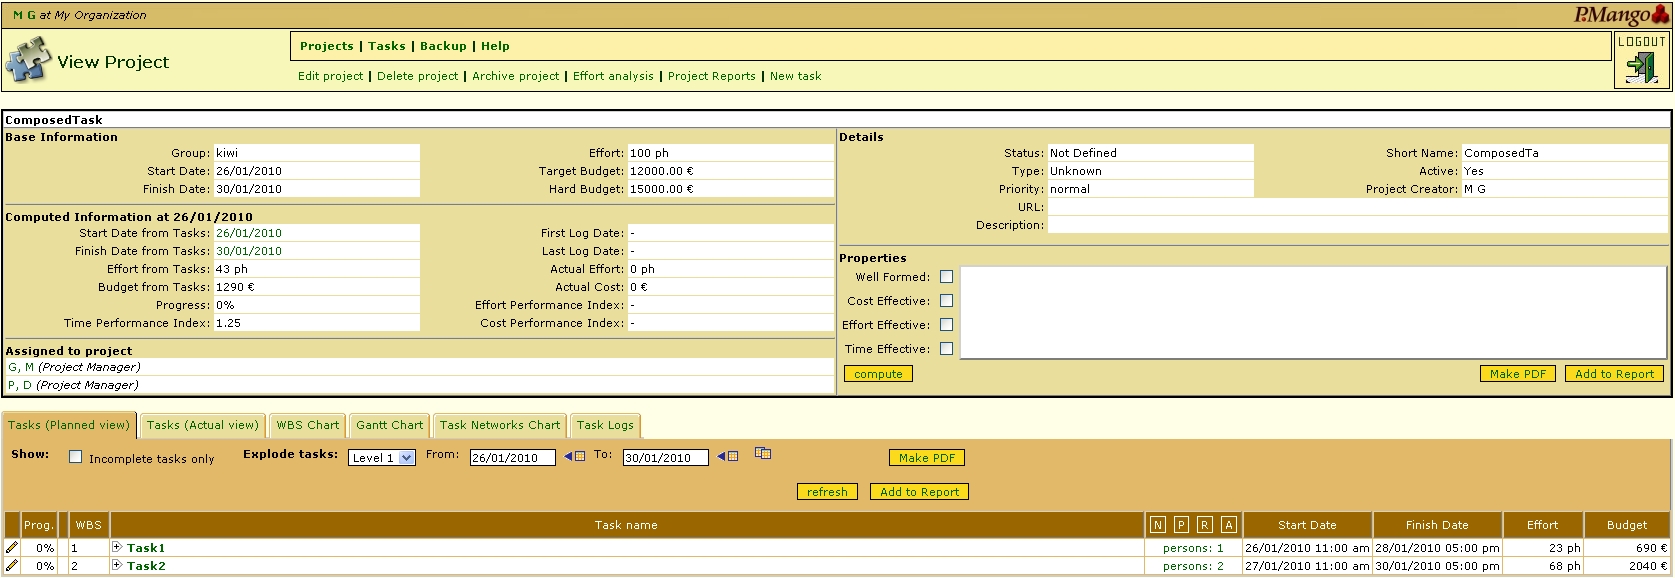 M G at My Organization
P.Mango
View Project
Projects | Tasks | Backup | Help
LOGOUT
Edit project | Delete project | Archive project | Effort analysis | Project Reports | New task
ComposedTask
Base Information
Group: kiwi
Effort: 100 ph
Start Date: 26/01/2010
Target Budget: 12000.00 €
Finish Date: 30/01/2010
Hard Budget: 15000.00 €
Computed Information at 26/01/2010
Start Date from Tasks: 26/01/2010
First Log Date: -
Finish Date from Tasks: 30/01/2010
Last Log Date: -
Effort from Tasks: 43 ph
Actual Effort: 0 ph
Budget from Tasks: 1290 €
Actual Cost: 0 €
Progress: 0%
Effort Performance Index: -
Time Performance Index: 1.25
Cost Performance Index: -
Assigned to project
G, M (Project Manager)
P, D (Project Manager)
Details
Status: Not Defined
Short Name: ComposedTa
Type: Unknown
Active: Yes
Priority: normal
Project Creator: M G
URL:
Description:
Properties
Well Formed:
Cost Effective:
Effort Effective:
Time Effective:
compute
Make PDF
Add to Report
Tasks (Planned view)
Tasks (Actual view)
WBS Chart
Gantt Chart
Task Networks Chart
Task Logs
Show: Incomplete tasks only Explode tasks: Level 1 From: 26/01/2010 To: 30/01/2010 Make PDF
refresh Add to Report
Prog. WBS Task name N P R A Start Date Finish Date Effort Budget
0% 1 Task1 persons: 1 26/01/2010 11:00 am 28/01/2010 05:00 pm 23 ph 690 €
0% 2 Task2 persons: 2 27/01/2010 11:00 am 30/01/2010 05:00 pm 68 ph 2040 €